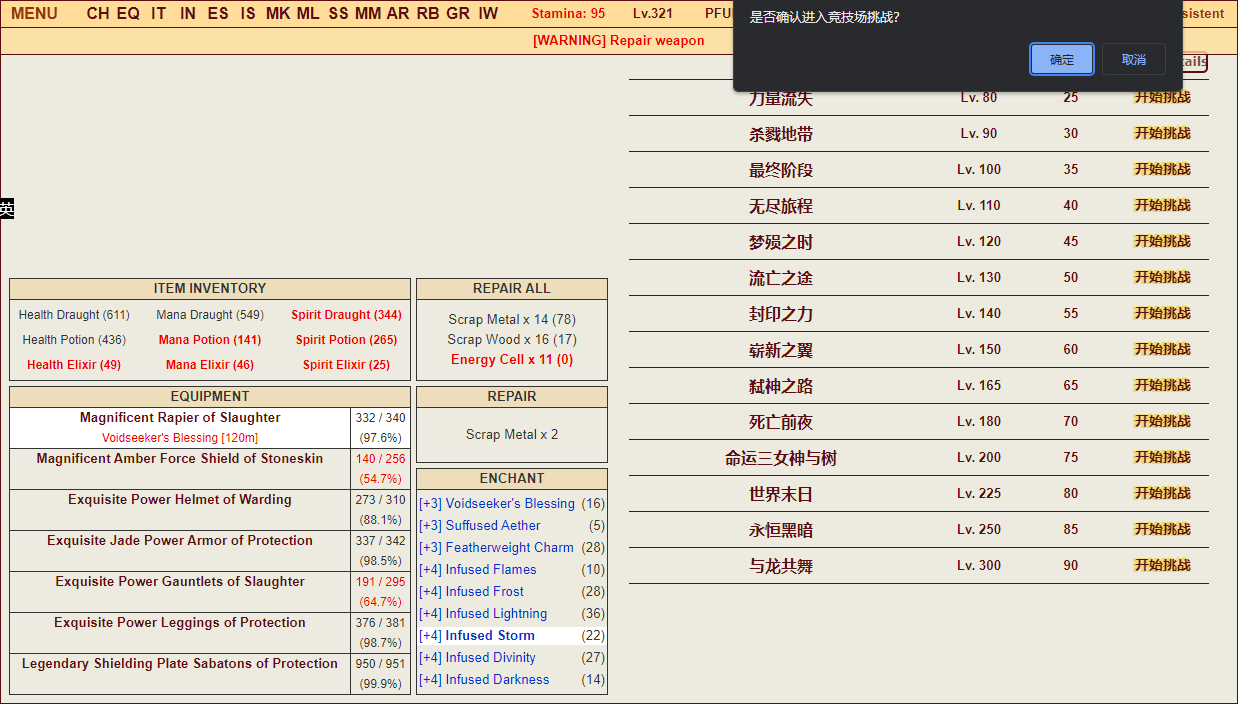 MENU CH EQ IT IN ES IS MK ML SS MM AR RB GR IW Stamina: 95 Lv.321
[WARNING] Repair weapon
是否确认进入竞技场挑战?
确定 取消
英
力量流失 Lv. 80 25 开始挑战
杀戮地带 Lv. 90 30 开始挑战
最终阶段 Lv. 100 35 开始挑战
无尽旅程 Lv. 110 40 开始挑战
梦殒之时 Lv. 120 45 开始挑战
流亡之途 Lv. 130 50 开始挑战
封印之力 Lv. 140 55 开始挑战
崭新之翼 Lv. 150 60 开始挑战
弑神之路 Lv. 165 65 开始挑战
死亡前夜 Lv. 180 70 开始挑战
命运三女神与树 Lv. 200 75 开始挑战
世界末日 Lv. 225 80 开始挑战
永恒黑暗 Lv. 250 85 开始挑战
与龙共舞 Lv. 300 90 开始挑战
ITEM INVENTORY
Health Draught (611) Mana Draught (549) Spirit Draught (344)
Health Potion (436) Mana Potion (141) Spirit Potion (265)
Health Elixir (49) Mana Elixir (46) Spirit Elixir (25)
REPAIR ALL
Scrap Metal x 14 (78)
Scrap Wood x 16 (17)
Energy Cell x 11 (0)
EQUIPMENT
Magnificent Rapier of Slaughter 332 / 340
Voidseeker's Blessing [120m] (97.6%)
Magnificent Amber Force Shield of Stoneskin 140 / 256
(54.7%)
Exquisite Power Helmet of Warding 273 / 310
(88.1%)
Exquisite Jade Power Armor of Protection 337 / 342
(98.5%)
Exquisite Power Gauntlets of Slaughter 191 / 295
(64.7%)
Exquisite Power Leggings of Protection 376 / 381
(98.7%)
Legendary Shielding Plate Sabatons of Protection 950 / 951
(99.9%)
REPAIR
Scrap Metal x 2
ENCHANT
[+3] Voidseeker's Blessing (16)
[+3] Suffused Aether (5)
[+3] Featherweight Charm (28)
[+4] Infused Flames (10)
[+4] Infused Frost (28)
[+4] Infused Lightning (36)
[+4] Infused Storm (22)
[+4] Infused Divinity (27)
[+4] Infused Darkness (14)